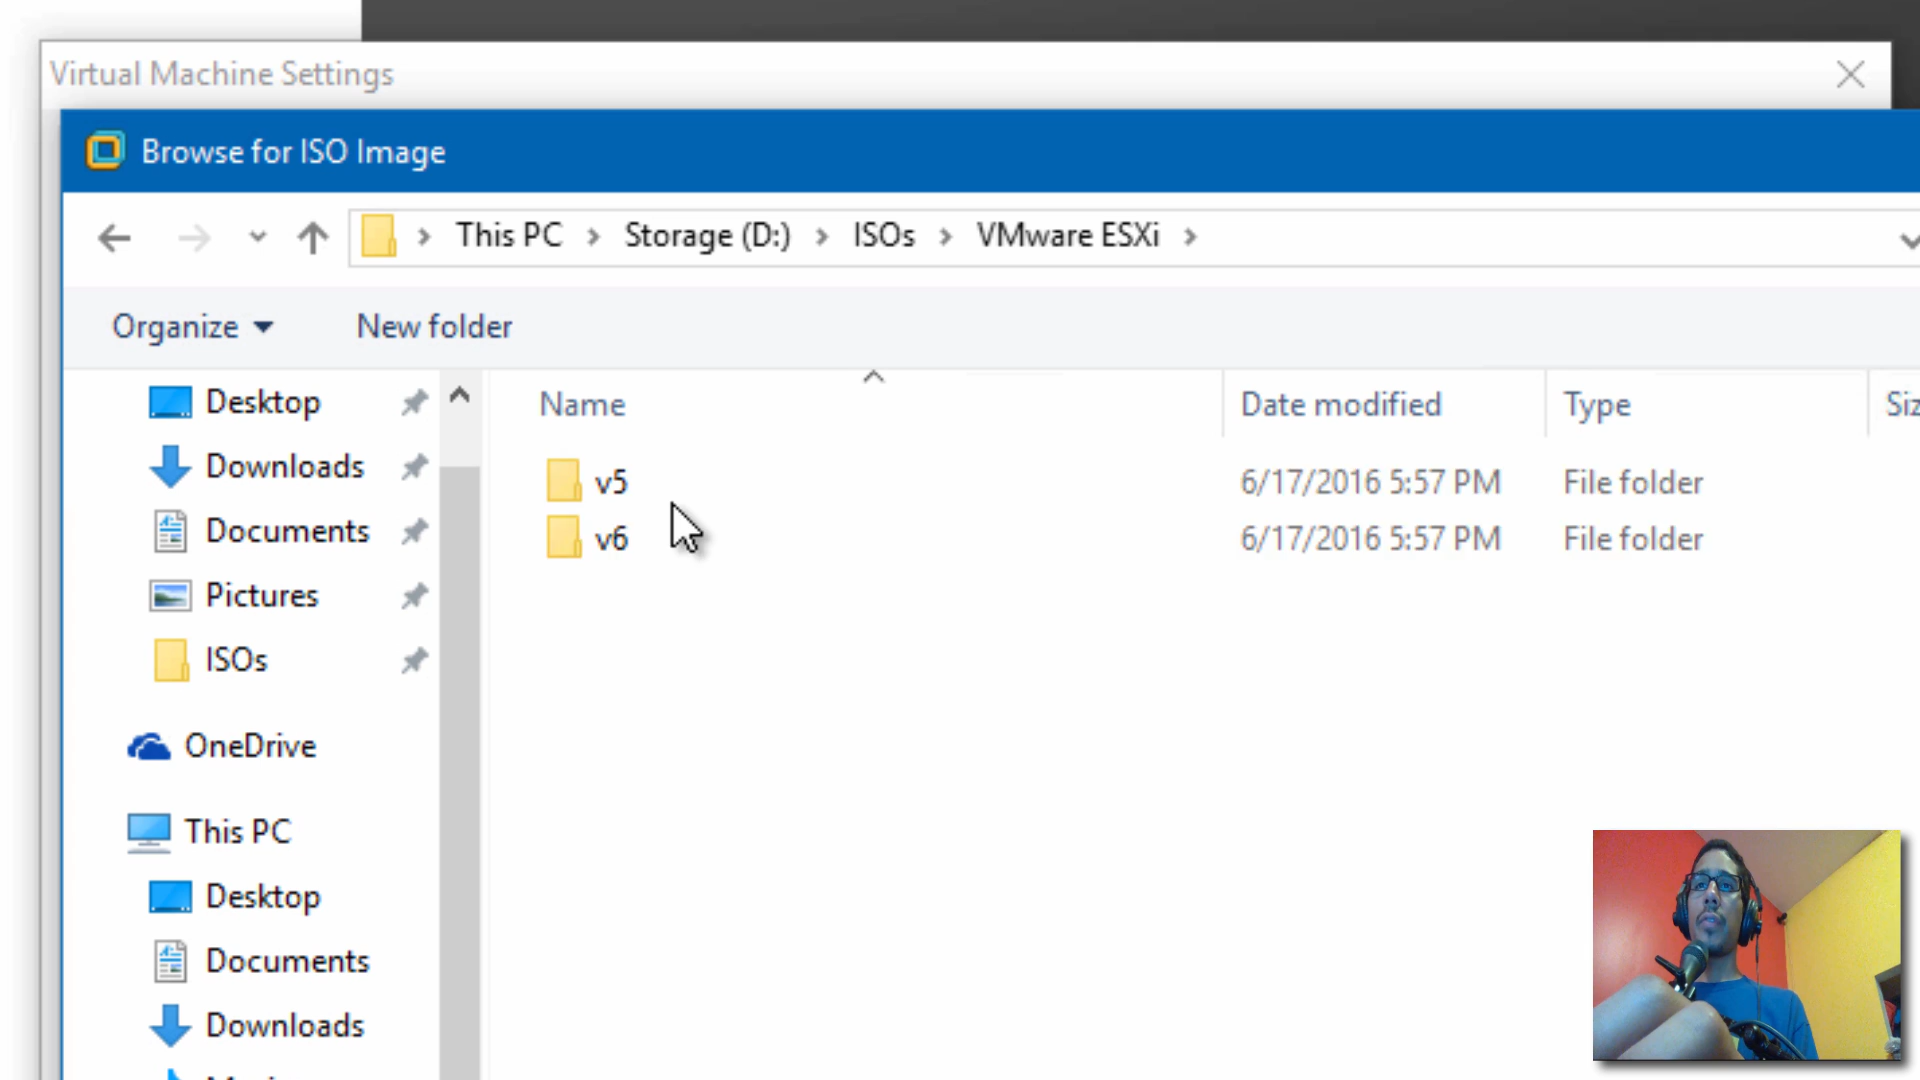 Virtual Machine Settings
Browse for ISO Image
This PC > Storage (D:) > ISOs > VMware ESXi >
Organize New folder
Name Date modified Type
v5 6/17/2016 5:57 PM File folder
v6 6/17/2016 5:57 PM File folder
Desktop
Downloads
Documents
Pictures
ISOs
OneDrive
This PC
Desktop
Documents
Downloads